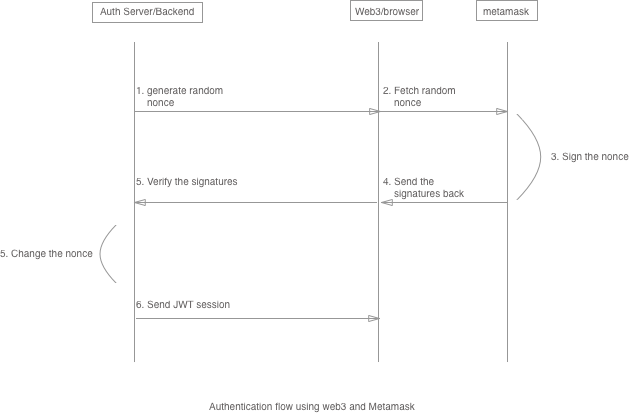 Auth Server/Backend
Web3/browser
metamask
1. generate random
nonce
2. Fetch random
nonce
3. Sign the nonce
5. Verify the signatures
4. Send the
signatures back
5. Change the nonce
6. Send JWT session
Authentication flow using web3 and Metamask